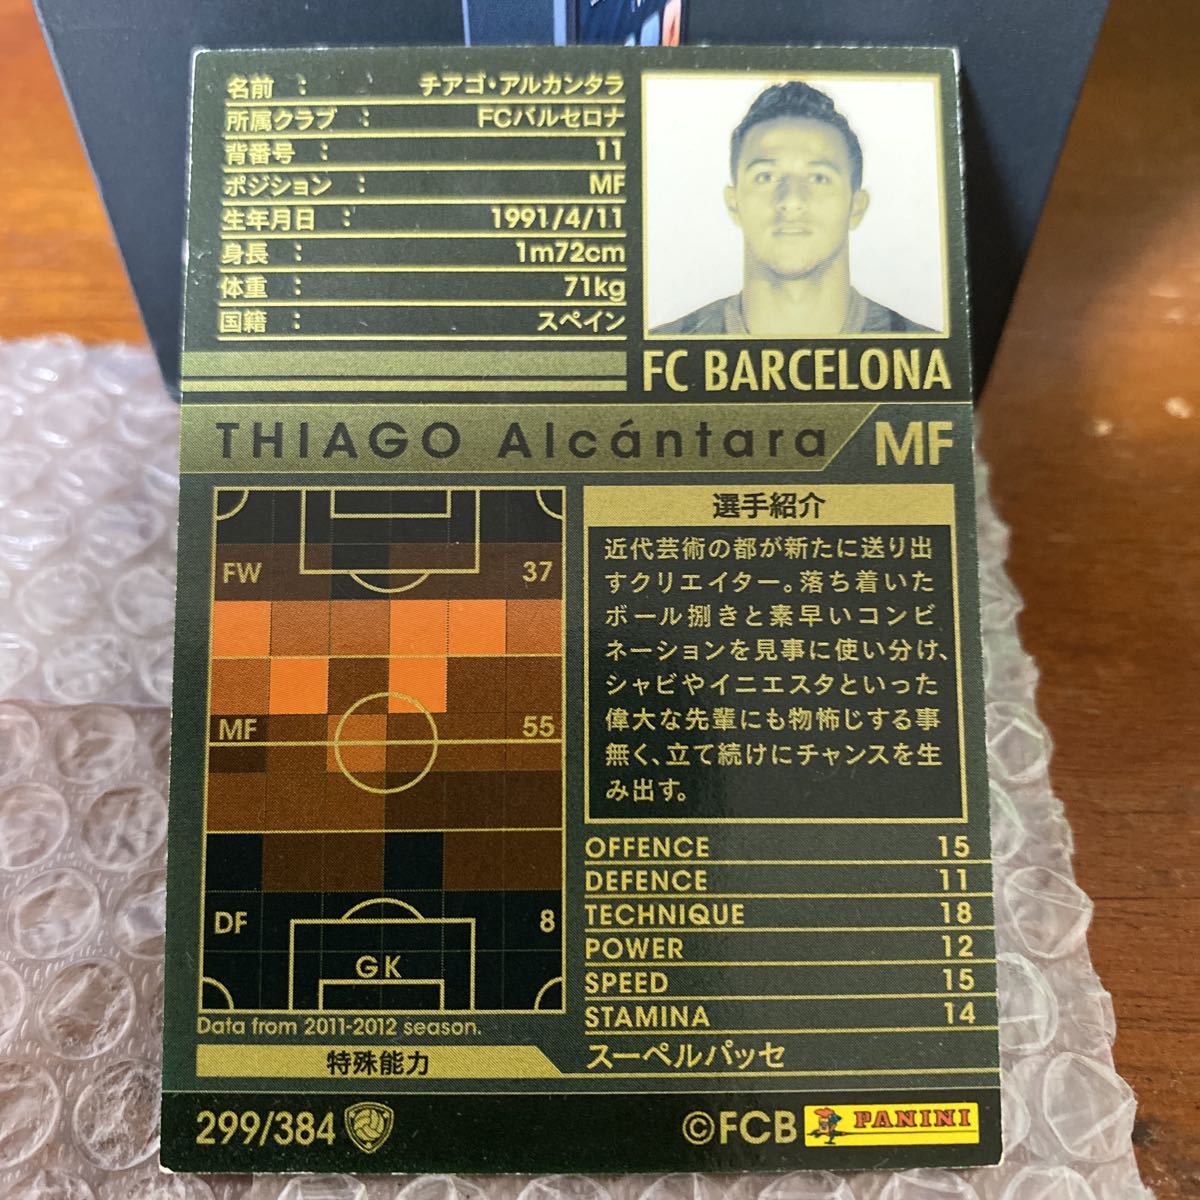 名前 : チアゴ・アルカンタラ
所属クラブ : FCバルセロナ
背番号 : 11
ポジション : MF
生年月日 : 1991/4/11
身長 : 1m72cm
体重 : 71kg
国籍 : スペイン
FC BARCELONA
THIAGO Alcántara MF
FW 37
MF 55
DF 8
GK
Data from 2011-2012 season.
選手紹介
近代芸術の都が新たに送り出
すクリエイター。落ち着いた
ボール捌きと素早いコンビ
ネーションを見事に使い分け、
シャビやイニエスタといった
偉大な先輩にも物怖じする事
無く、立て続けにチャンスを生
み出す。
OFFENCE 15
DEFENCE 11
TECHNIQUE 18
POWER 12
SPEED 15
STAMINA 14
特殊能力 スーペルパッセ
299/384
©FCB PANINI